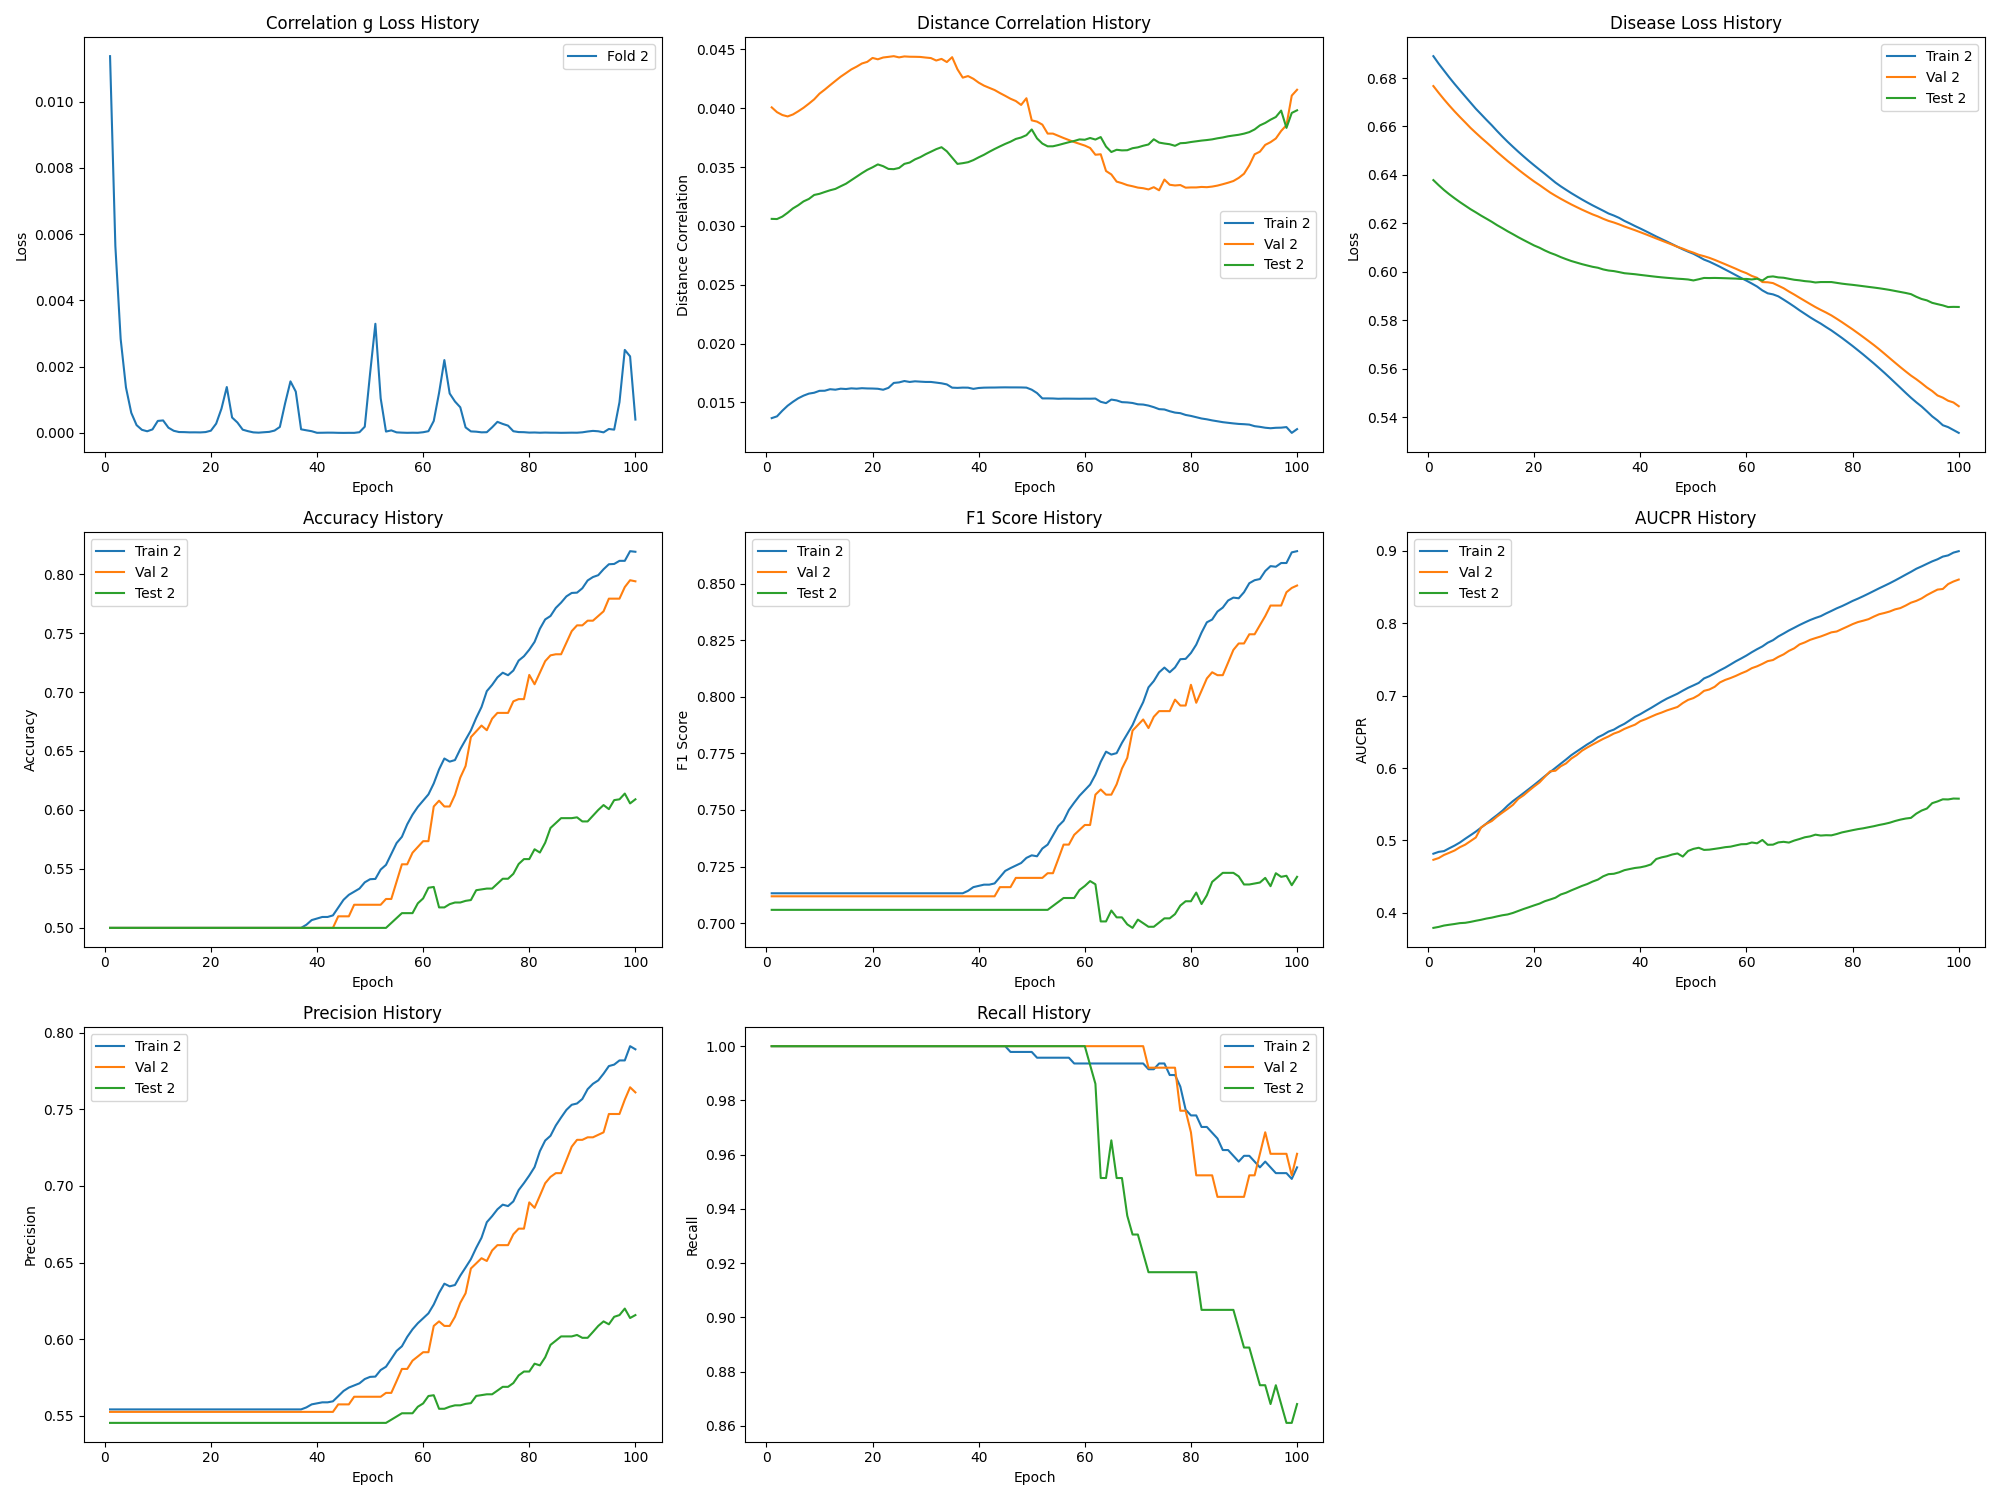 Correlation g Loss History
Fold 2
Loss
0.010
0.008
0.006
0.004
0.002
0.000
0 20 40 60 80 100
Epoch
Distance Correlation History
Train 2
Val 2
Test 2
Distance Correlation
0.045
0.040
0.035
0.030
0.025
0.020
0.015
0 20 40 60 80 100
Epoch
Disease Loss History
Train 2
Val 2
Test 2
Loss
0.68
0.66
0.64
0.62
0.60
0.58
0.56
0.54
0 20 40 60 80 100
Epoch
Accuracy History
Train 2
Val 2
Test 2
Accuracy
0.80
0.75
0.70
0.65
0.60
0.55
0.50
0 20 40 60 80 100
Epoch
F1 Score History
Train 2
Val 2
Test 2
F1 Score
0.850
0.825
0.800
0.775
0.750
0.725
0.700
0 20 40 60 80 100
Epoch
AUCPR History
Train 2
Val 2
Test 2
AUCPR
0.9
0.8
0.7
0.6
0.5
0.4
0 20 40 60 80 100
Epoch
Precision History
Train 2
Val 2
Test 2
Precision
0.80
0.75
0.70
0.65
0.60
0.55
0 20 40 60 80 100
Epoch
Recall History
Train 2
Val 2
Test 2
Recall
1.00
0.98
0.96
0.94
0.92
0.90
0.88
0.86
0 20 40 60 80 100
Epoch